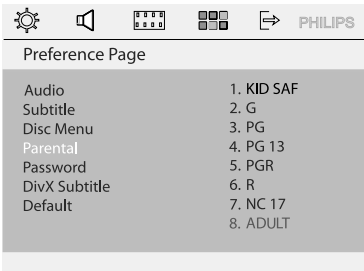 PHILIPS
Preference Page
Audio
Subtitle
Disc Menu
Parental
Password
DivX Subtitle
Default
1. KID SAF
2. G
3. PG
4. PG 13
5. PGR
6. R
7. NC 17
8. ADULT